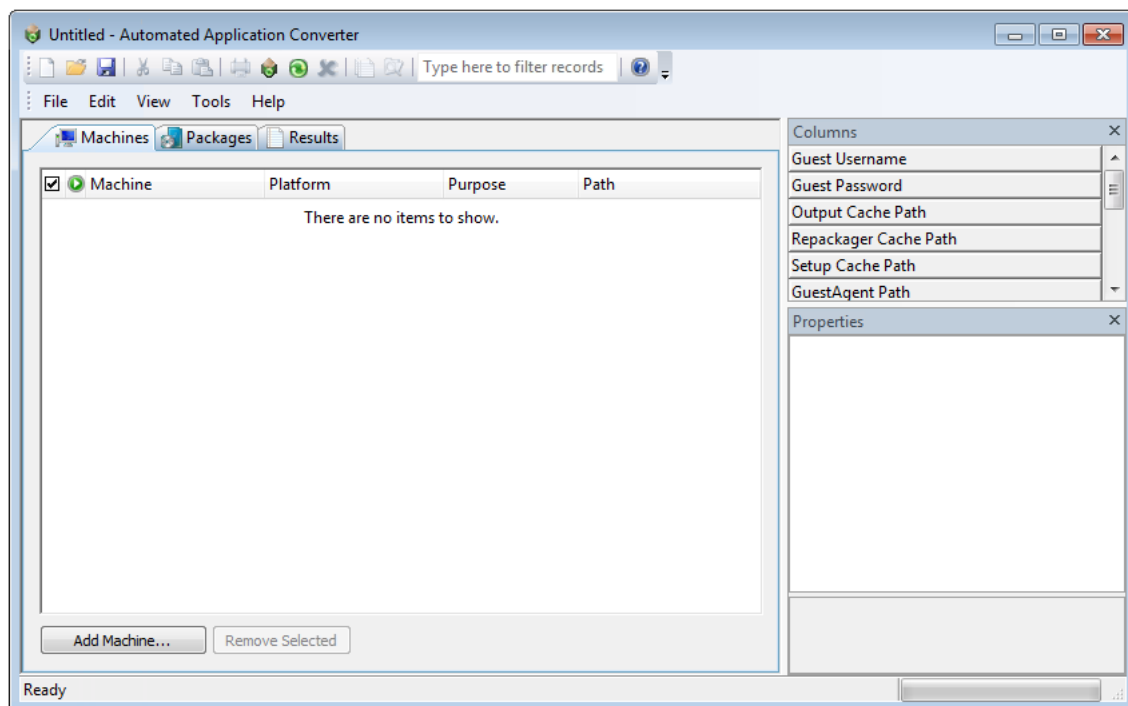 Untitled - Automated Application Converter
Type here to filter records
File Edit View Tools Help
Machines Packages Results
Machine Platform Purpose Path
There are no items to show.
Add Machine... Remove Selected
Columns
Guest Username
Guest Password
Output Cache Path
Repackager Cache Path
Setup Cache Path
GuestAgent Path
Properties
Ready